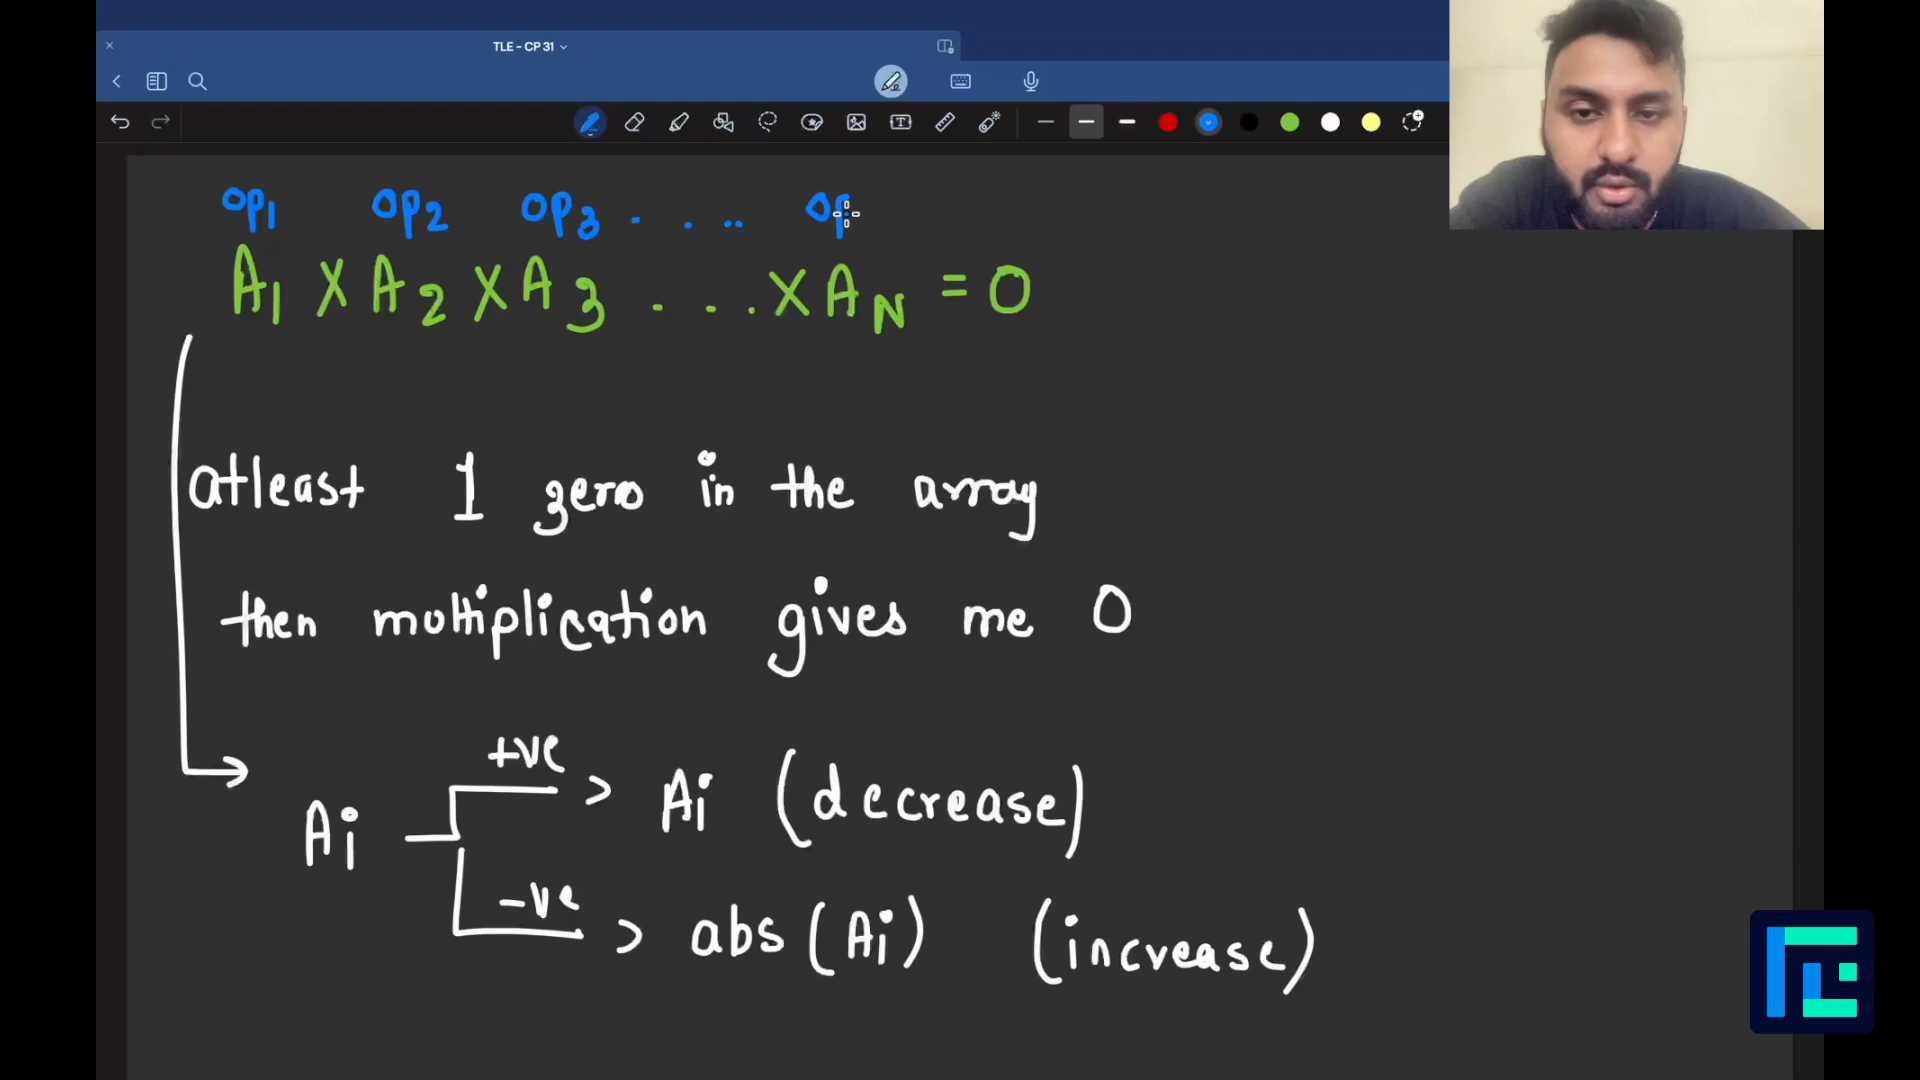 TLE - CP 31
op1 op2 op3 . . .. op
A1 X A2 X A3 . . . X AN = 0
atleast 1 zero in the array
then multiplication gives me 0
+ve > Ai (decrease)
Ai
-ve > abs (Ai) (increase)